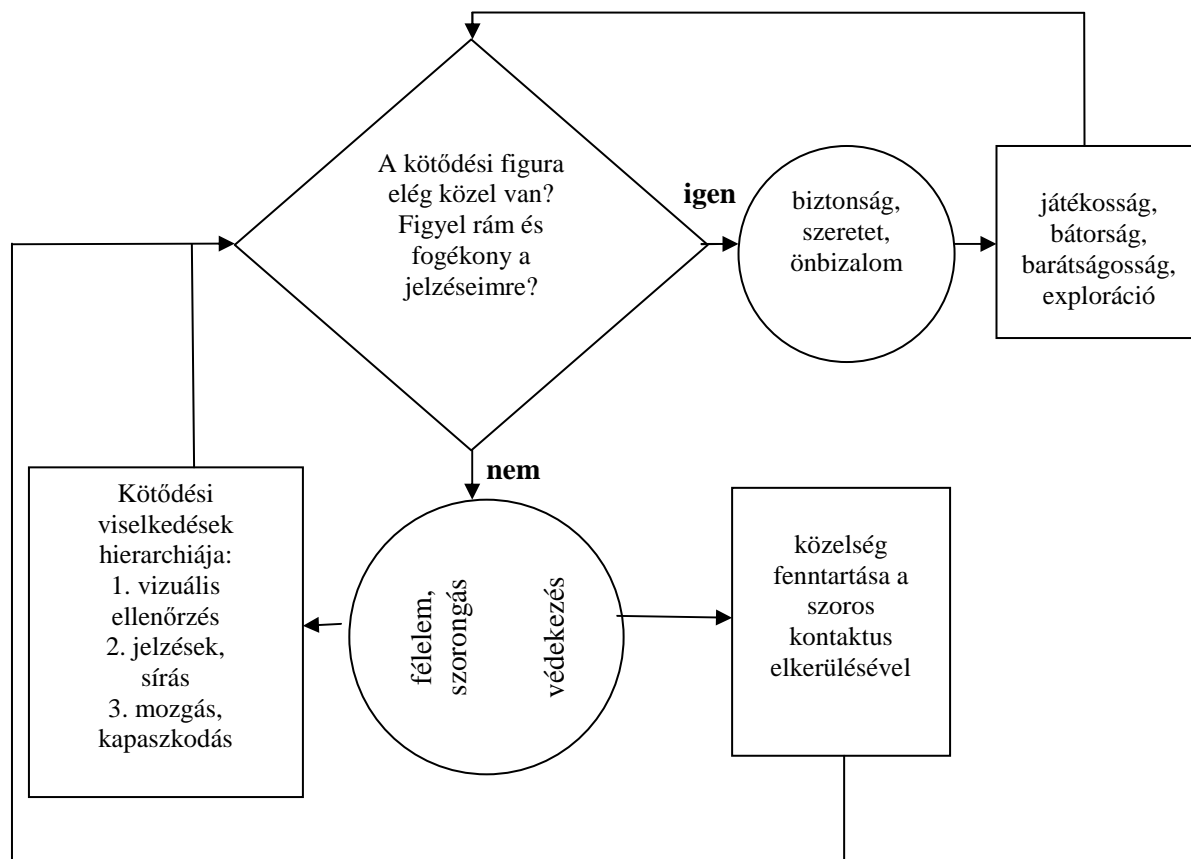 A kötődési figura
elég közel van?
Figyel rám és
fogékony a
jelzéseimre?
igen
biztonság,
szeretet,
önbizalom
játékosság,
bátorság,
barátságosság,
exploráció
nem
Kötődési
viselkedések
hierarchiája:
1. vizuális
ellenőrzés
2. jelzések,
sírás
3. mozgás,
kapaszkodás
félelem,
szorongás
védekezés
közelség
fenntartása a
szoros
kontaktus
elkerülésével